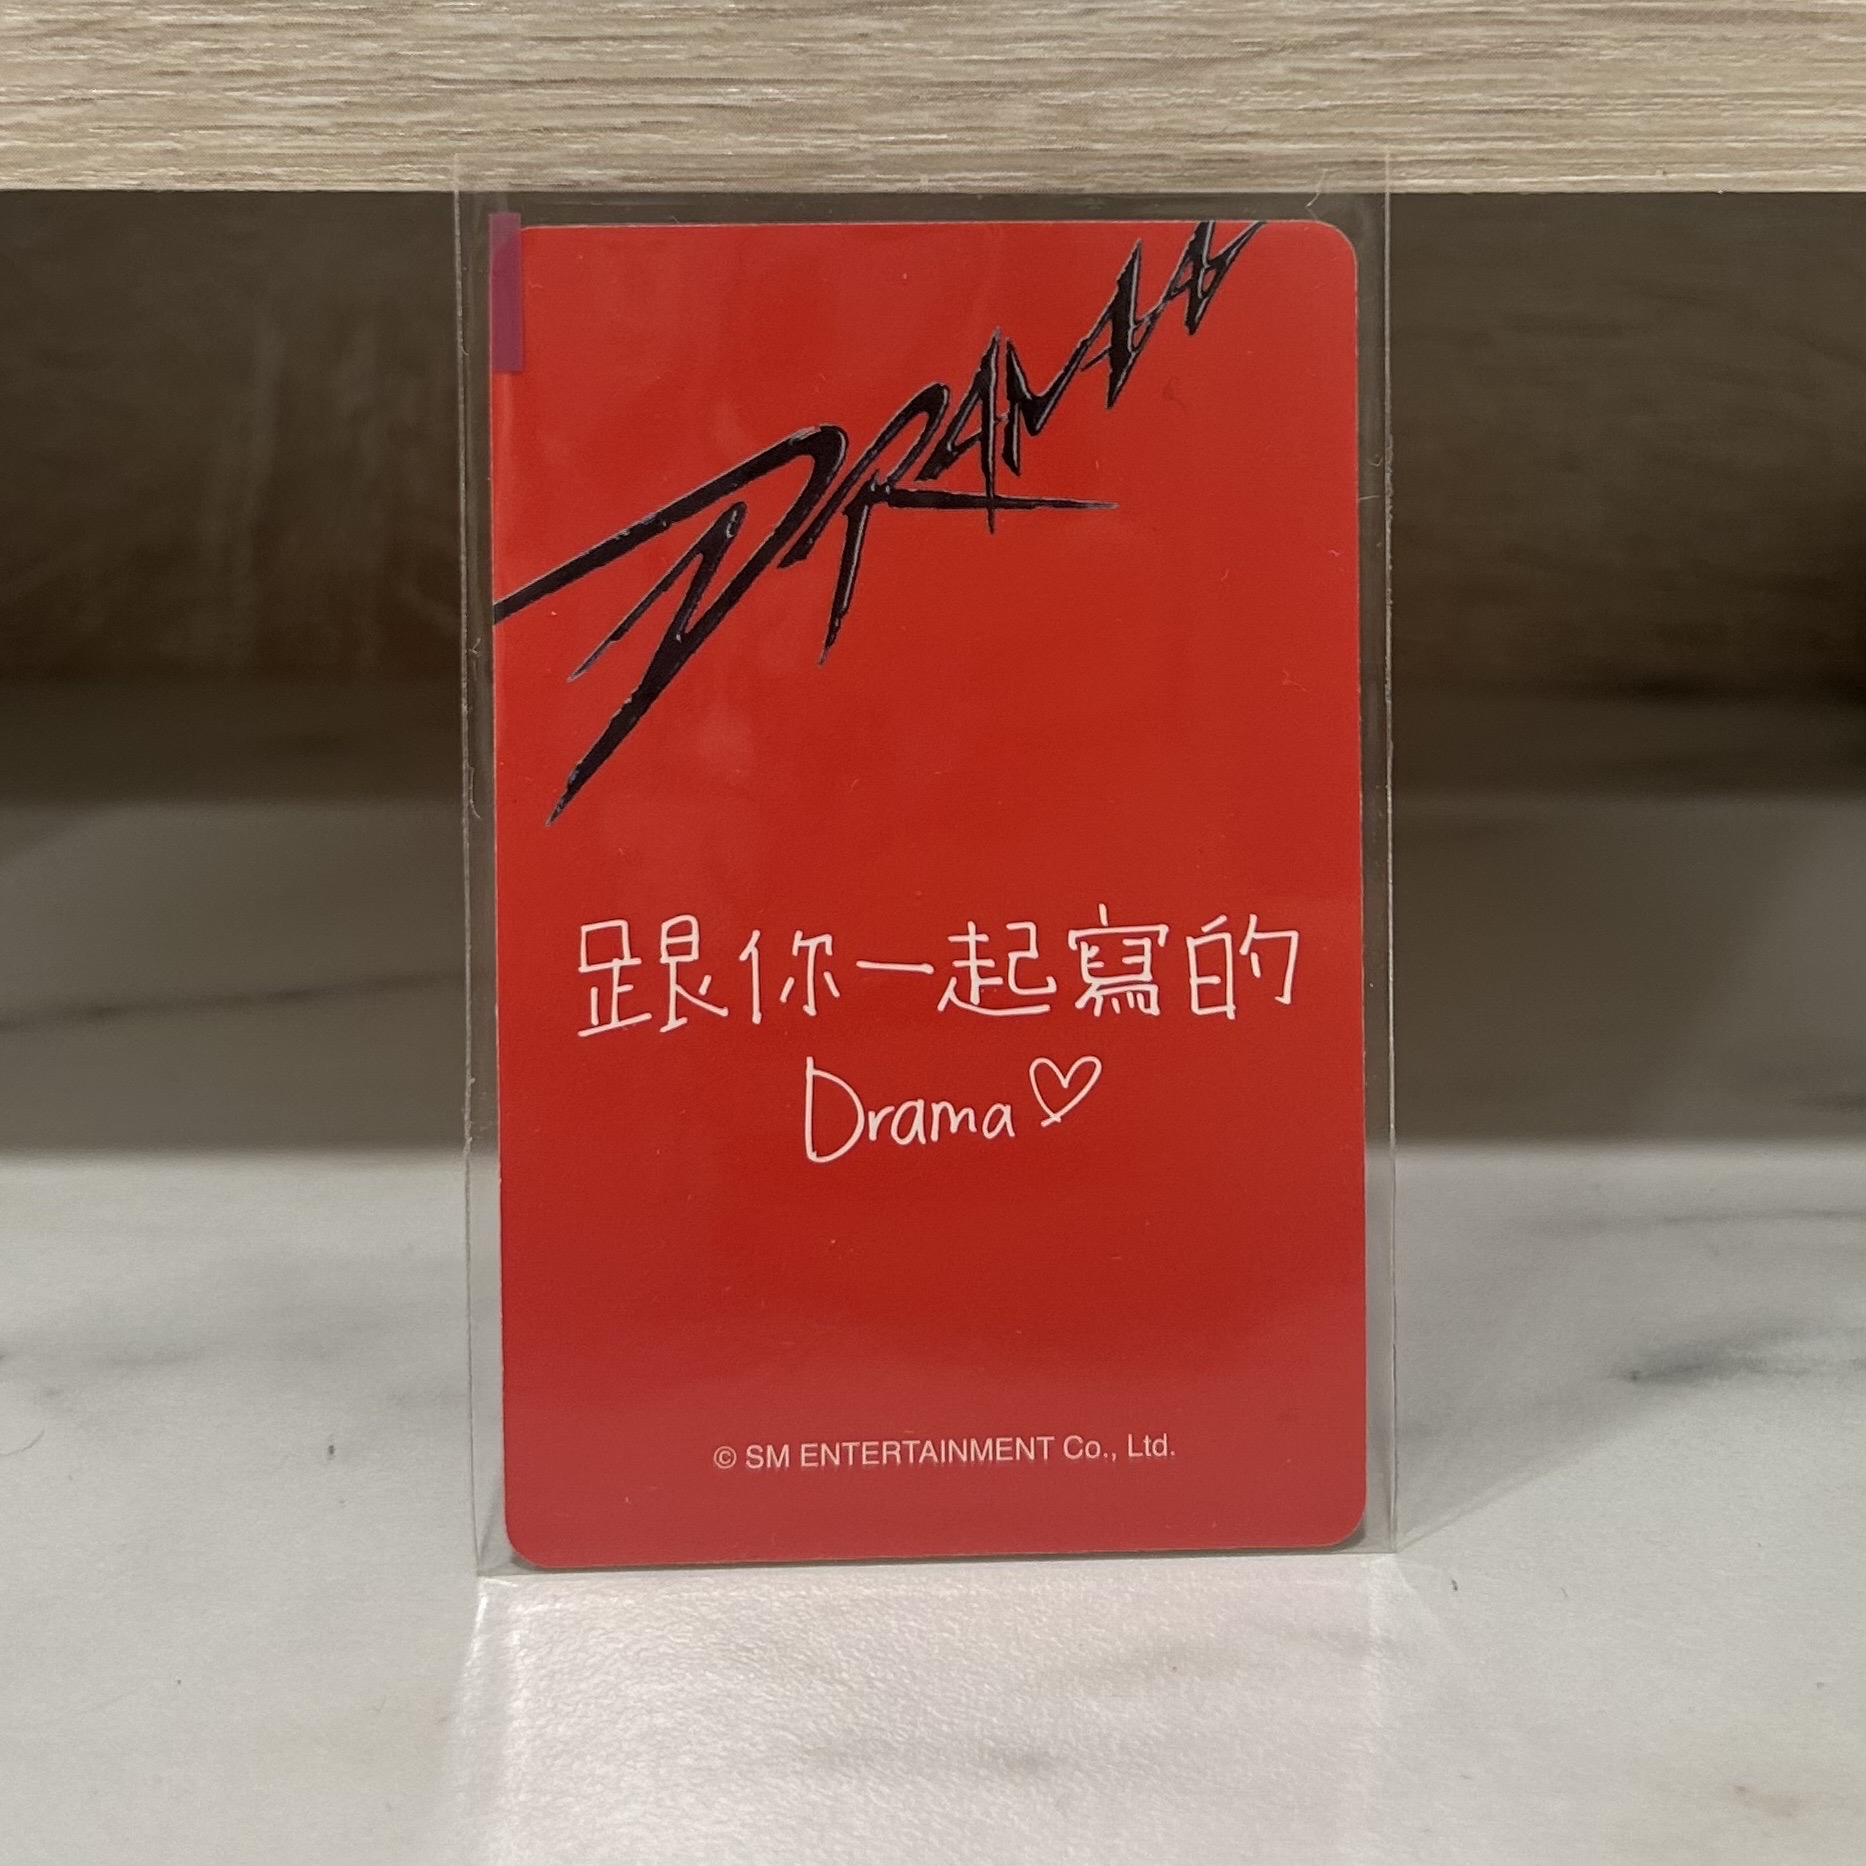 DRAMA
跟你一起寫的
Drama♡
© SM ENTERTAINMENT Co., Ltd.